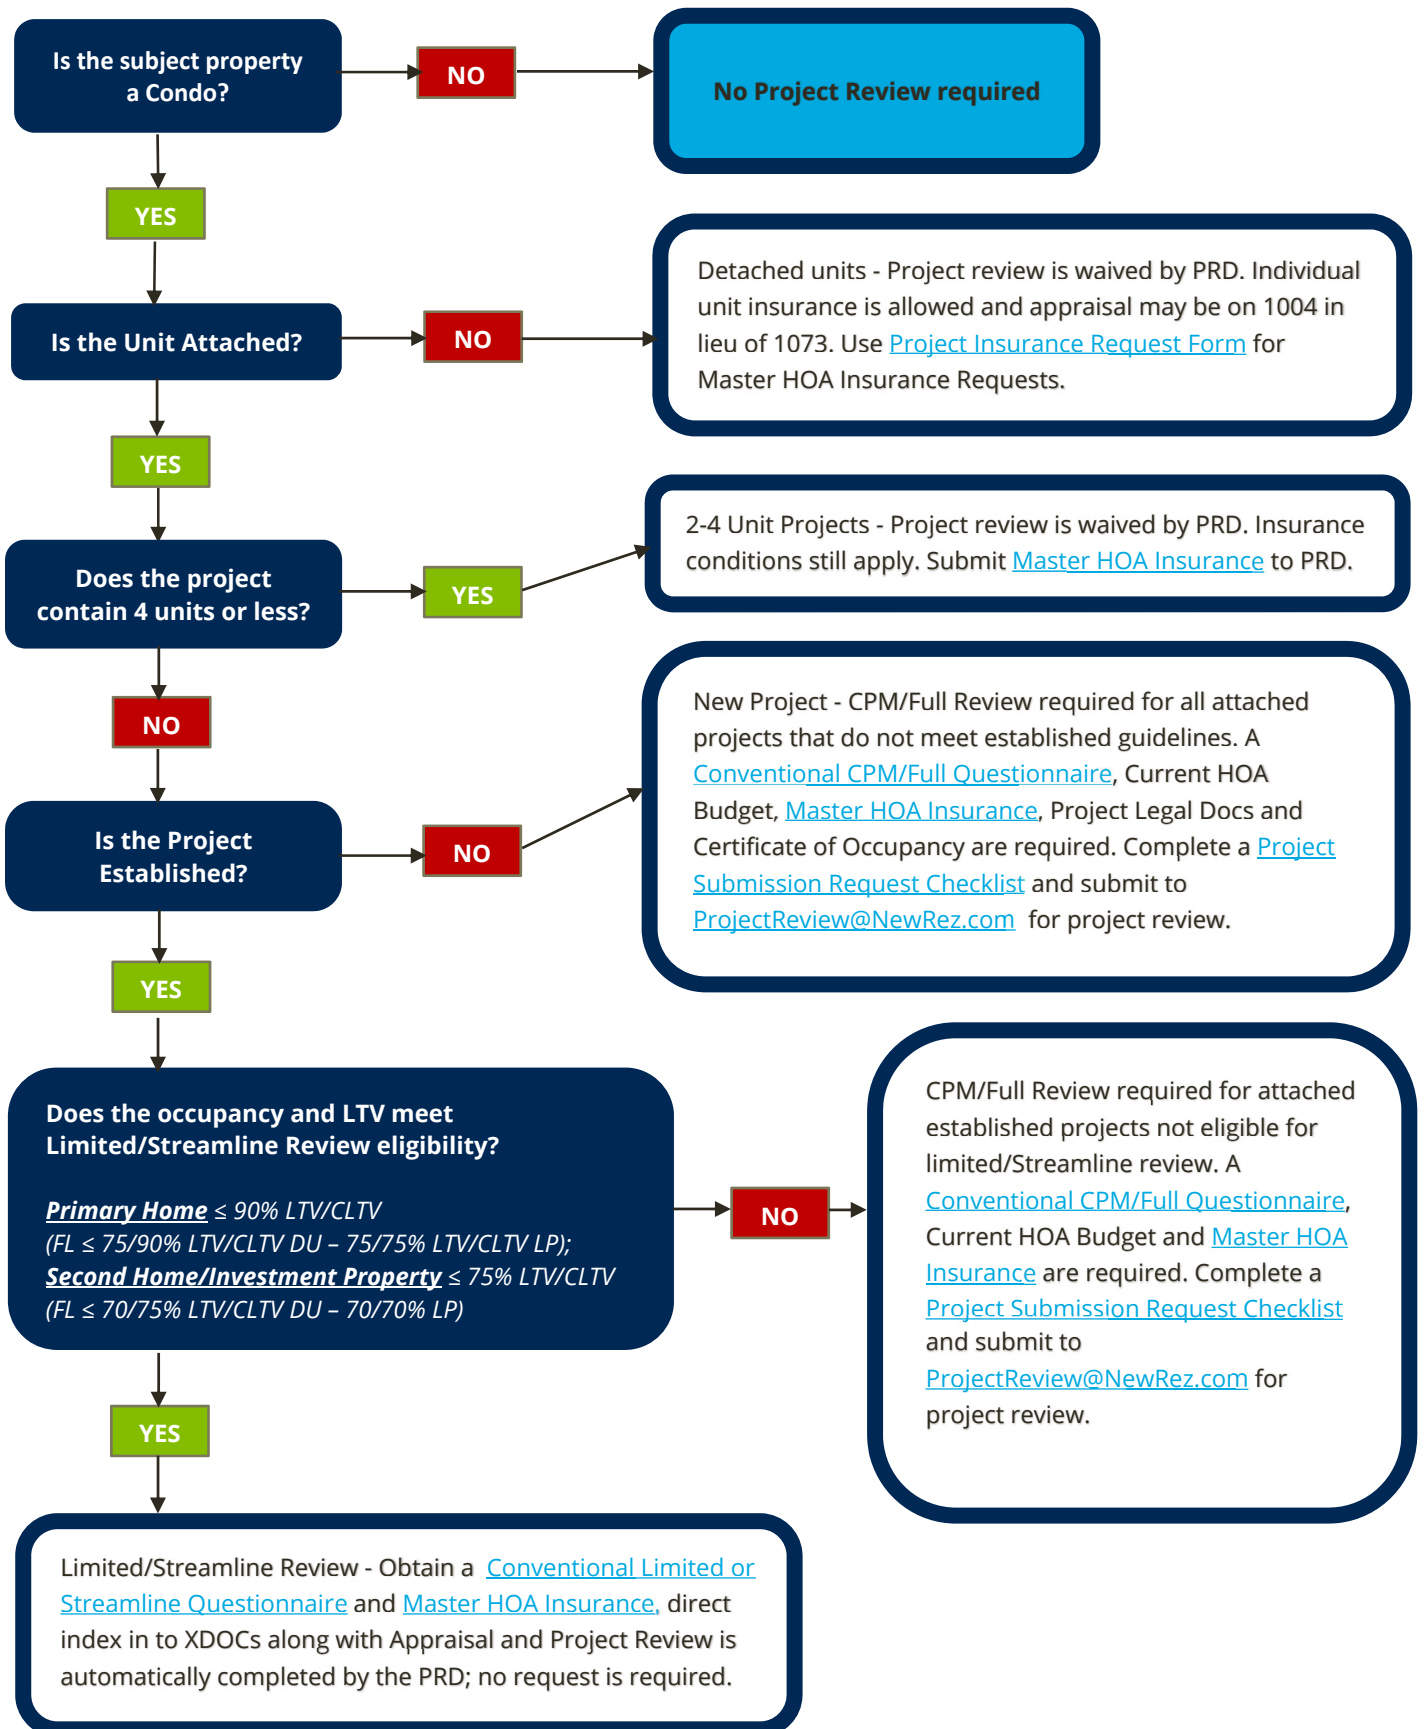 Is the subject property
a Condo?
NO
No Project Review required
YES
Is the Unit Attached?
NO
Detached units - Project review is waived by PRD. Individual
unit insurance is allowed and appraisal may be on 1004 in
lieu of 1073. Use Project Insurance Request Form for
Master HOA Insurance Requests.
YES
Does the project
contain 4 units or less?
YES
2-4 Unit Projects - Project review is waived by PRD. Insurance
conditions still apply. Submit Master HOA Insurance to PRD.
NO
Is the Project
Established?
NO
New Project - CPM/Full Review required for all attached
projects that do not meet established guidelines. A
Conventional CPM/Full Questionnaire, Current HOA
Budget, Master HOA Insurance, Project Legal Docs and
Certificate of Occupancy are required. Complete a Project
Submission Request Checklist and submit to
ProjectReview@NewRez.com for project review.
YES
Does the occupancy and LTV meet
Limited/Streamline Review eligibility?
Primary Home ≤ 90% LTV/CLTV
(FL ≤ 75/90% LTV/CLTV DU – 75/75% LTV/CLTV LP);
Second Home/Investment Property ≤ 75% LTV/CLTV
(FL ≤ 70/75% LTV/CLTV DU – 70/70% LP)
NO
CPM/Full Review required for attached
established projects not eligible for
limited/Streamline review. A
Conventional CPM/Full Questionnaire,
Current HOA Budget and Master HOA
Insurance are required. Complete a
Project Submission Request Checklist
and submit to
ProjectReview@NewRez.com for
project review.
YES
Limited/Streamline Review - Obtain a Conventional Limited or
Streamline Questionnaire and Master HOA Insurance, direct
index in to XDOCs along with Appraisal and Project Review is
automatically completed by the PRD; no request is required.